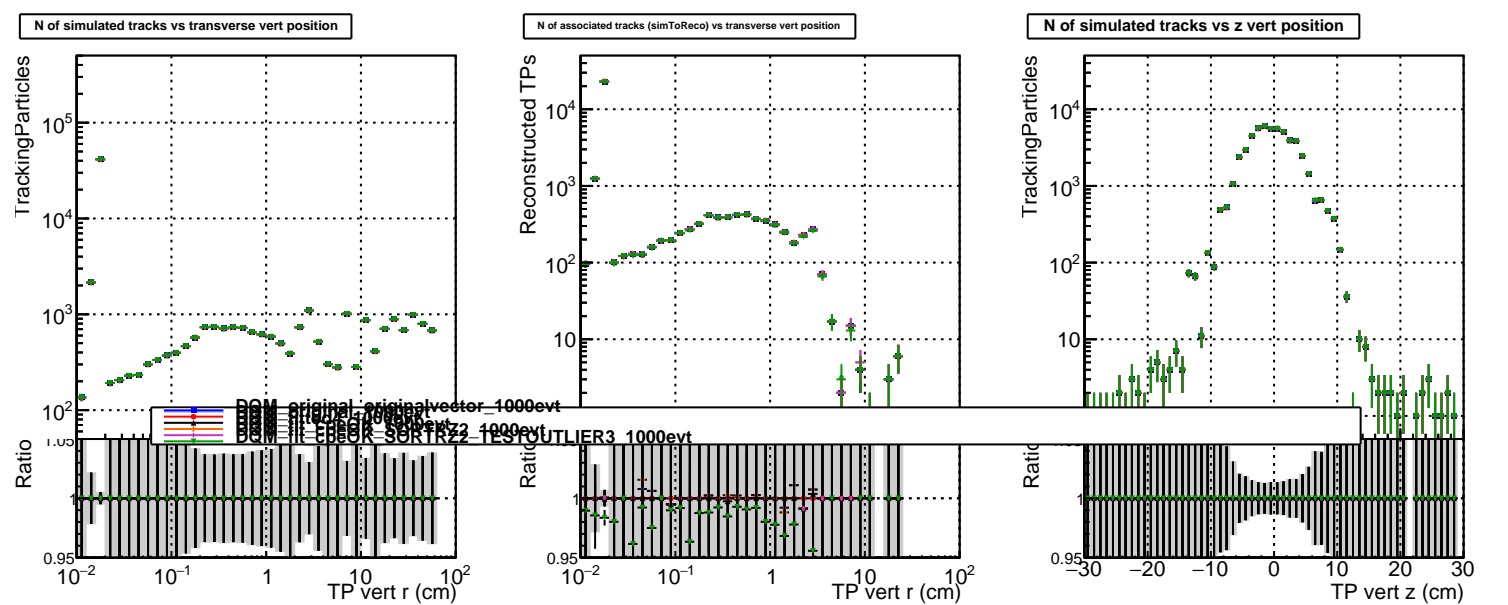 N of simulated tracks vs transverse vert position
TrackingParticles
10^5
10^4
10^3
10^2
Ratio
1.05
1
0.95
10^−2
10^−1
1
10
10^2
TP vert r (cm)
N of associated tracks (simToReco) vs transverse vert position
Reconstructed TPs
10^4
10^3
10^2
10
Ratio
1
0.95
10^−2
10^−1
1
10
10^2
TP vert r (cm)
N of simulated tracks vs z vert position
TrackingParticles
10^4
10^3
10^2
10
Ratio
1
0.95
−30
−20
−10
0
10
20
30
TP vert z (cm)
DQM_original_originalvector_1000evt
DQM_fit_cpeOK_SORTRZ2_1000evt
DQM_fit_cpeOK_SORTRZ2_TESTOUTLIER3_1000evt